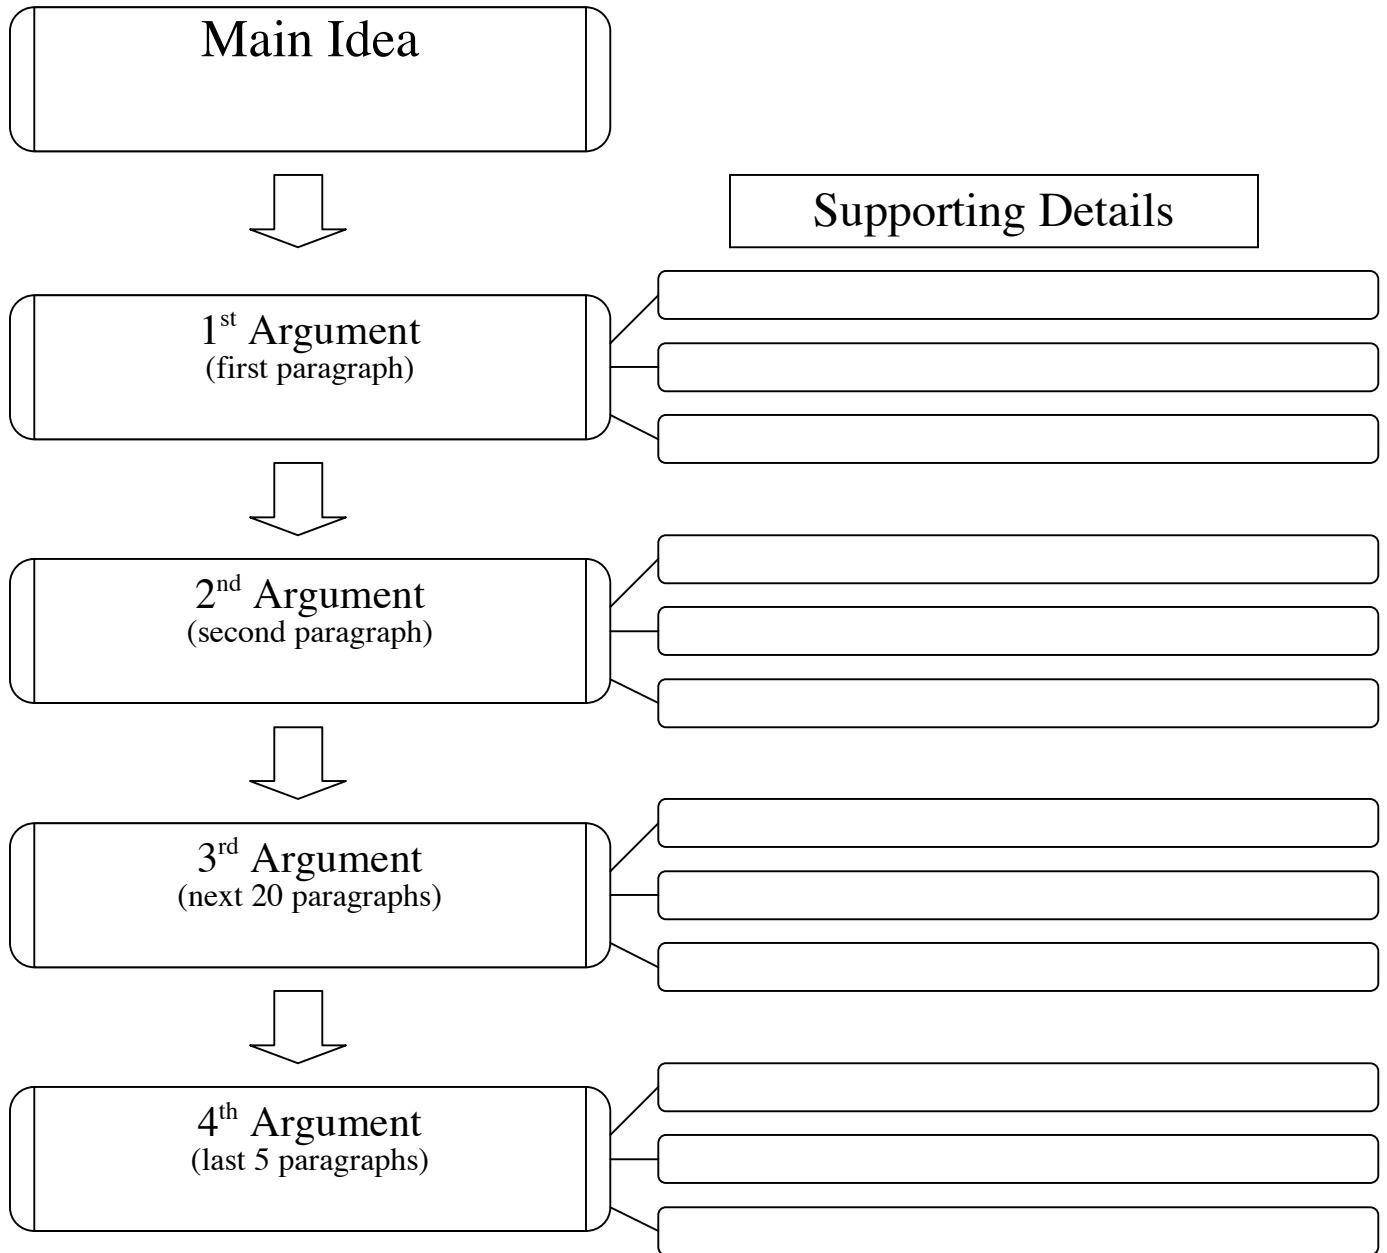 Main Idea
Supporting Details
1st Argument
(first paragraph)
2nd Argument
(second paragraph)
3rd Argument
(next 20 paragraphs)
4th Argument
(last 5 paragraphs)